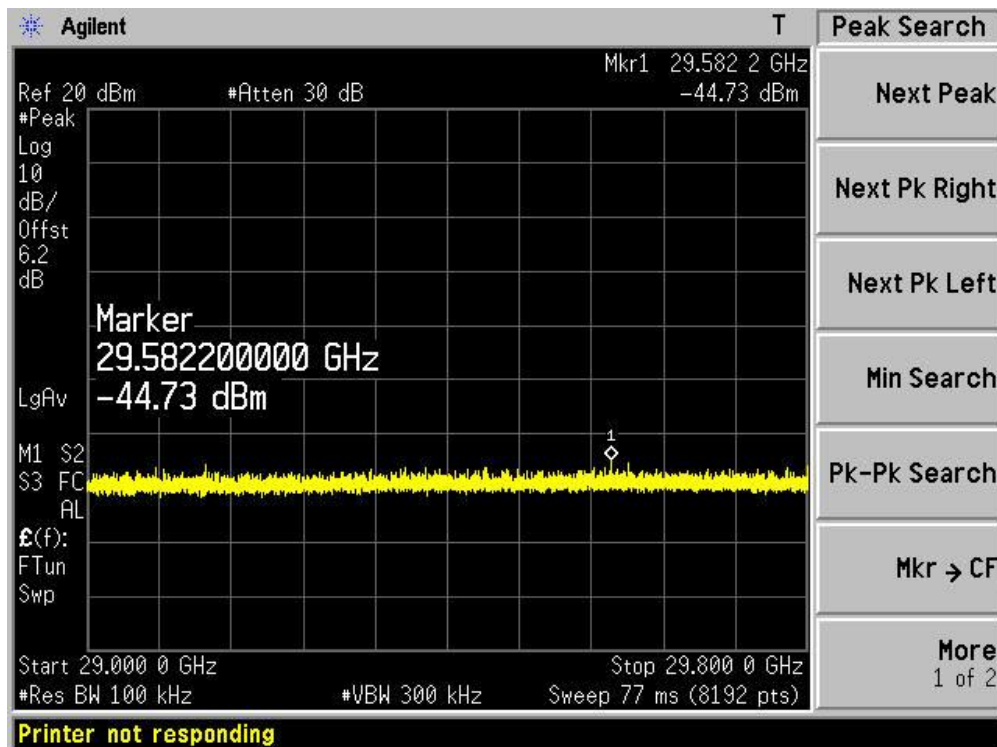 Agilent
T
Peak Search
Mkr1 29.582 2 GHz
Ref 20 dBm #Atten 30 dB -44.73 dBm
#Peak
Log
10
dB/
Offst
6.2
dB
Marker
29.582200000 GHz
-44.73 dBm
LgAv
1
M1 S2
S3 FC
AL
£(f):
FTun
Swp
Start 29.000 0 GHz Stop 29.800 0 GHz
#Res BW 100 kHz #VBW 300 kHz Sweep 77 ms (8192 pts)
Printer not responding
Next Peak
Next Pk Right
Next Pk Left
Min Search
Pk-Pk Search
Mkr → CF
More
1 of 2